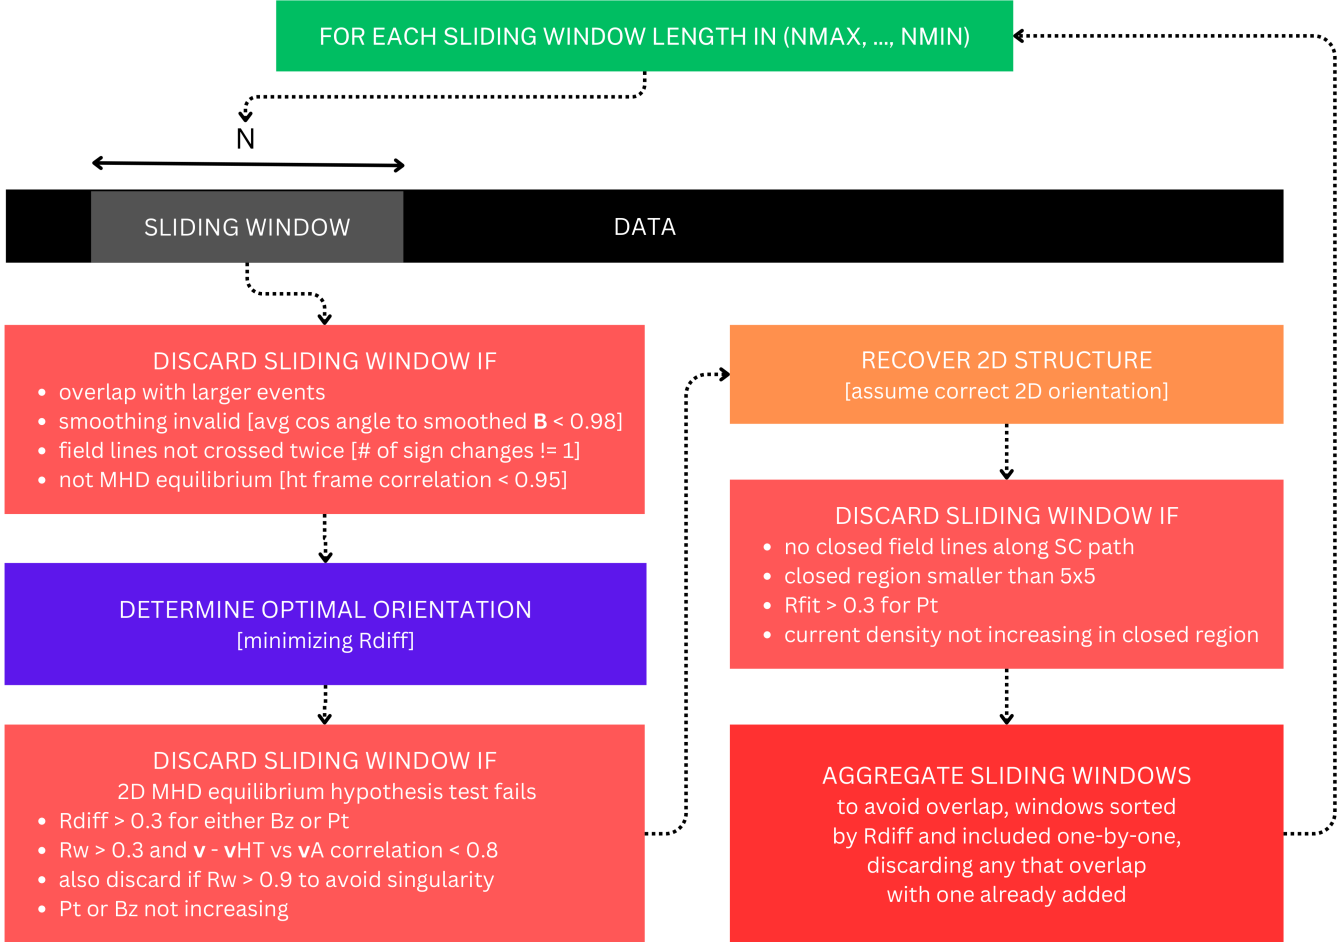 FOR EACH SLIDING WINDOW LENGTH IN (NMAX, ..., NMIN)
N
SLIDING WINDOW
DATA
DISCARD SLIDING WINDOW IF
• overlap with larger events
• smoothing invalid [avg cos angle to smoothed B < 0.98]
• field lines not crossed twice [# of sign changes != 1]
• not MHD equilibrium [ht frame correlation < 0.95]
DETERMINE OPTIMAL ORIENTATION
[minimizing Rdiff]
DISCARD SLIDING WINDOW IF
2D MHD equilibrium hypothesis test fails
• Rdiff > 0.3 for either Bz or Pt
• Rw > 0.3 and v - vHT vs vA correlation < 0.8
• also discard if Rw > 0.9 to avoid singularity
• Pt or Bz not increasing
RECOVER 2D STRUCTURE
[assume correct 2D orientation]
DISCARD SLIDING WINDOW IF
• no closed field lines along SC path
• closed region smaller than 5x5
• Rfit > 0.3 for Pt
• current density not increasing in closed region
AGGREGATE SLIDING WINDOWS
to avoid overlap, windows sorted
by Rdiff and included one-by-one,
discarding any that overlap
with one already added